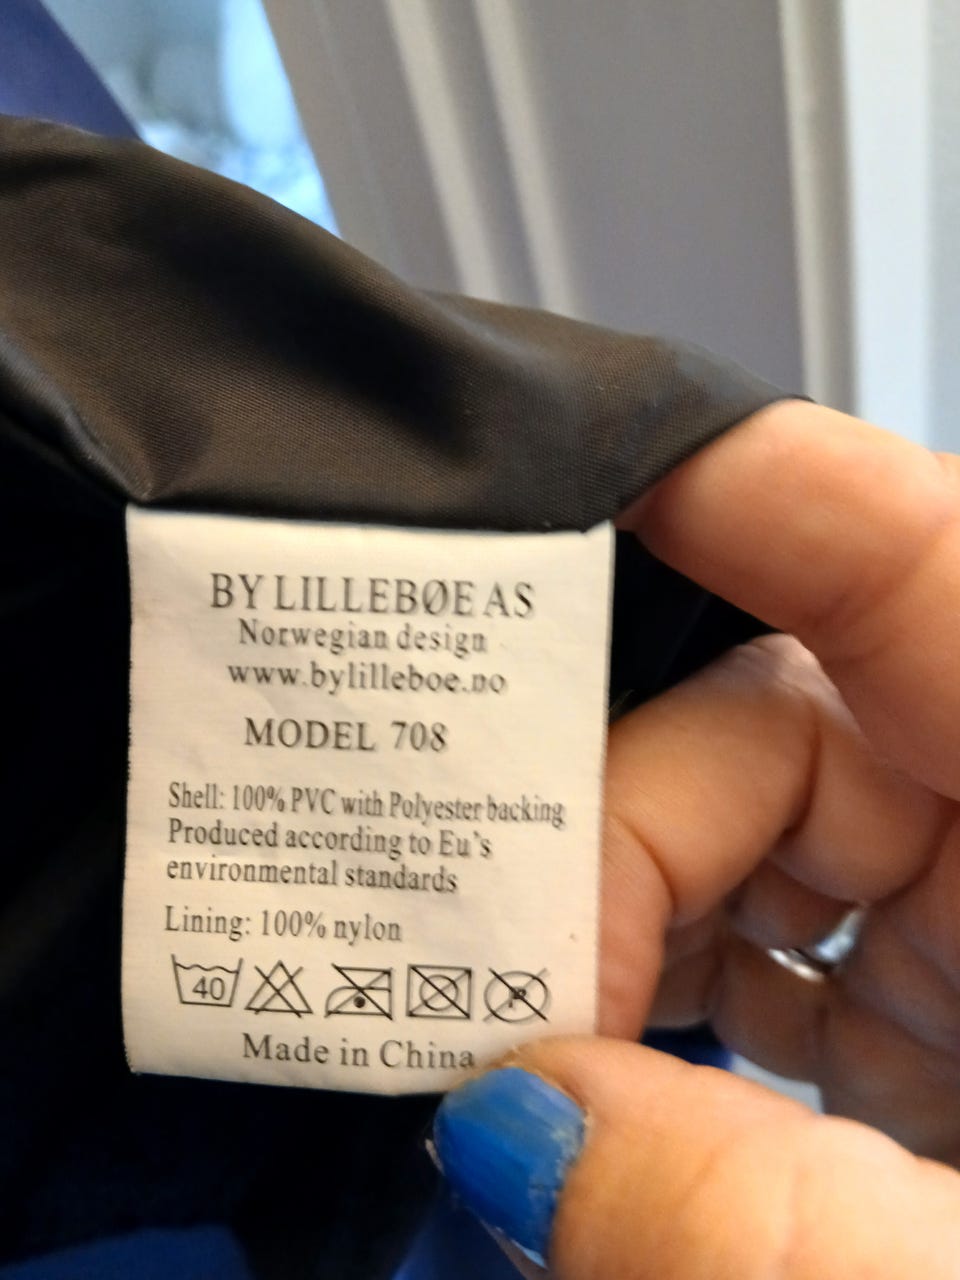 BY LILLEBØE AS
Norwegian design
www.bylilleboe.no
MODEL 708
Shell: 100% PVC with Polyester backing
Produced according to Eu's
environmental standards
Lining: 100% nylon
40 P
Made in China